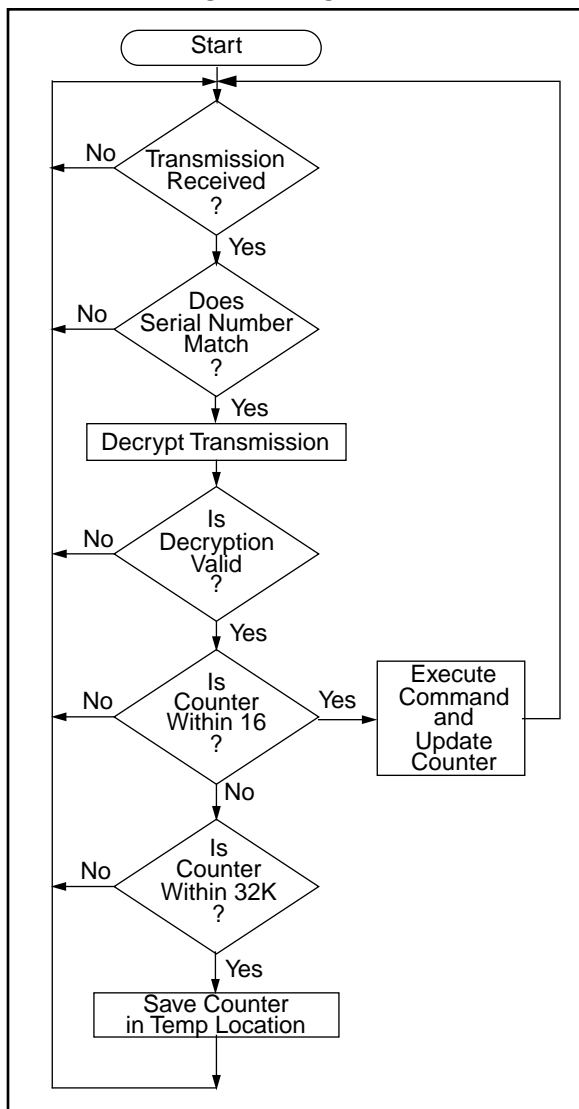 Start
No
Transmission
Received
?
Yes
No
Does
Serial Number
Match
?
Yes
Decrypt Transmission
No
Is
Decryption
Valid
?
Yes
No
Is
Counter
Within 16
?
Yes
Execute
Command
and
Update
Counter
No
No
Is
Counter
Within 32K
?
Yes
Save Counter
in Temp Location